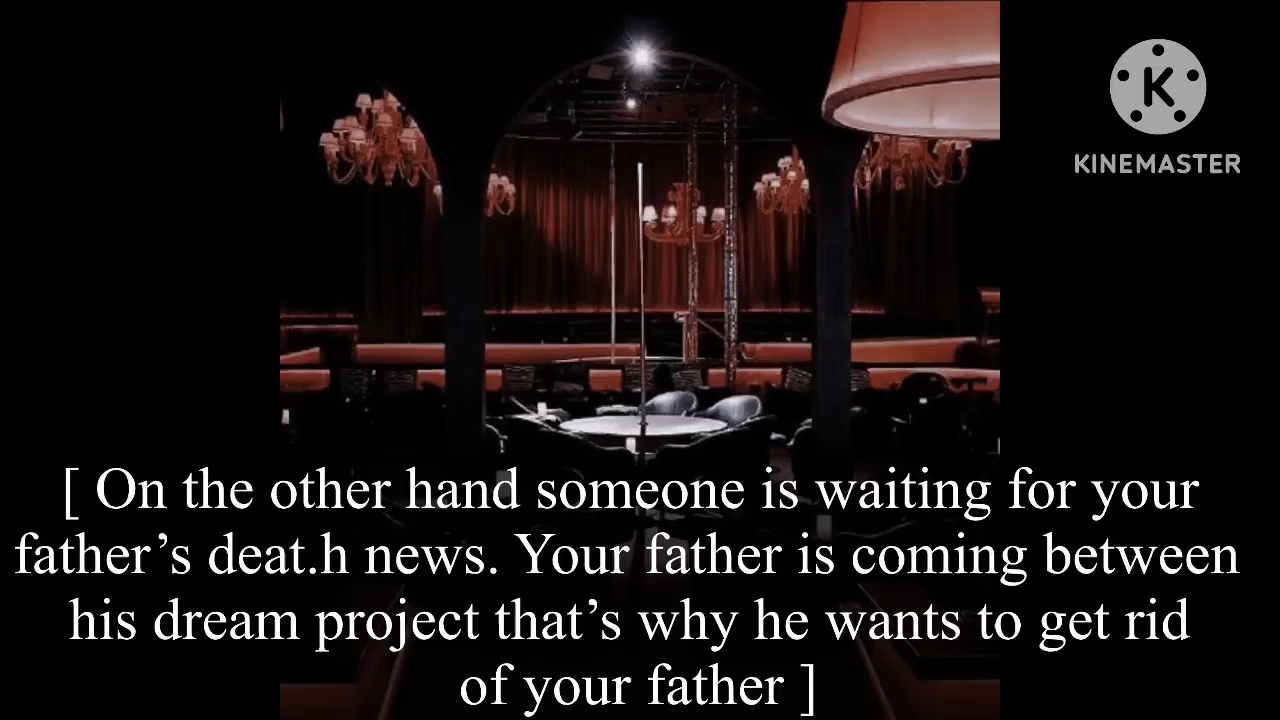 KINEMASTER
[ On the other hand someone is waiting for your
father’s deat.h news. Your father is coming between
his dream project that’s why he wants to get rid
of your father ]